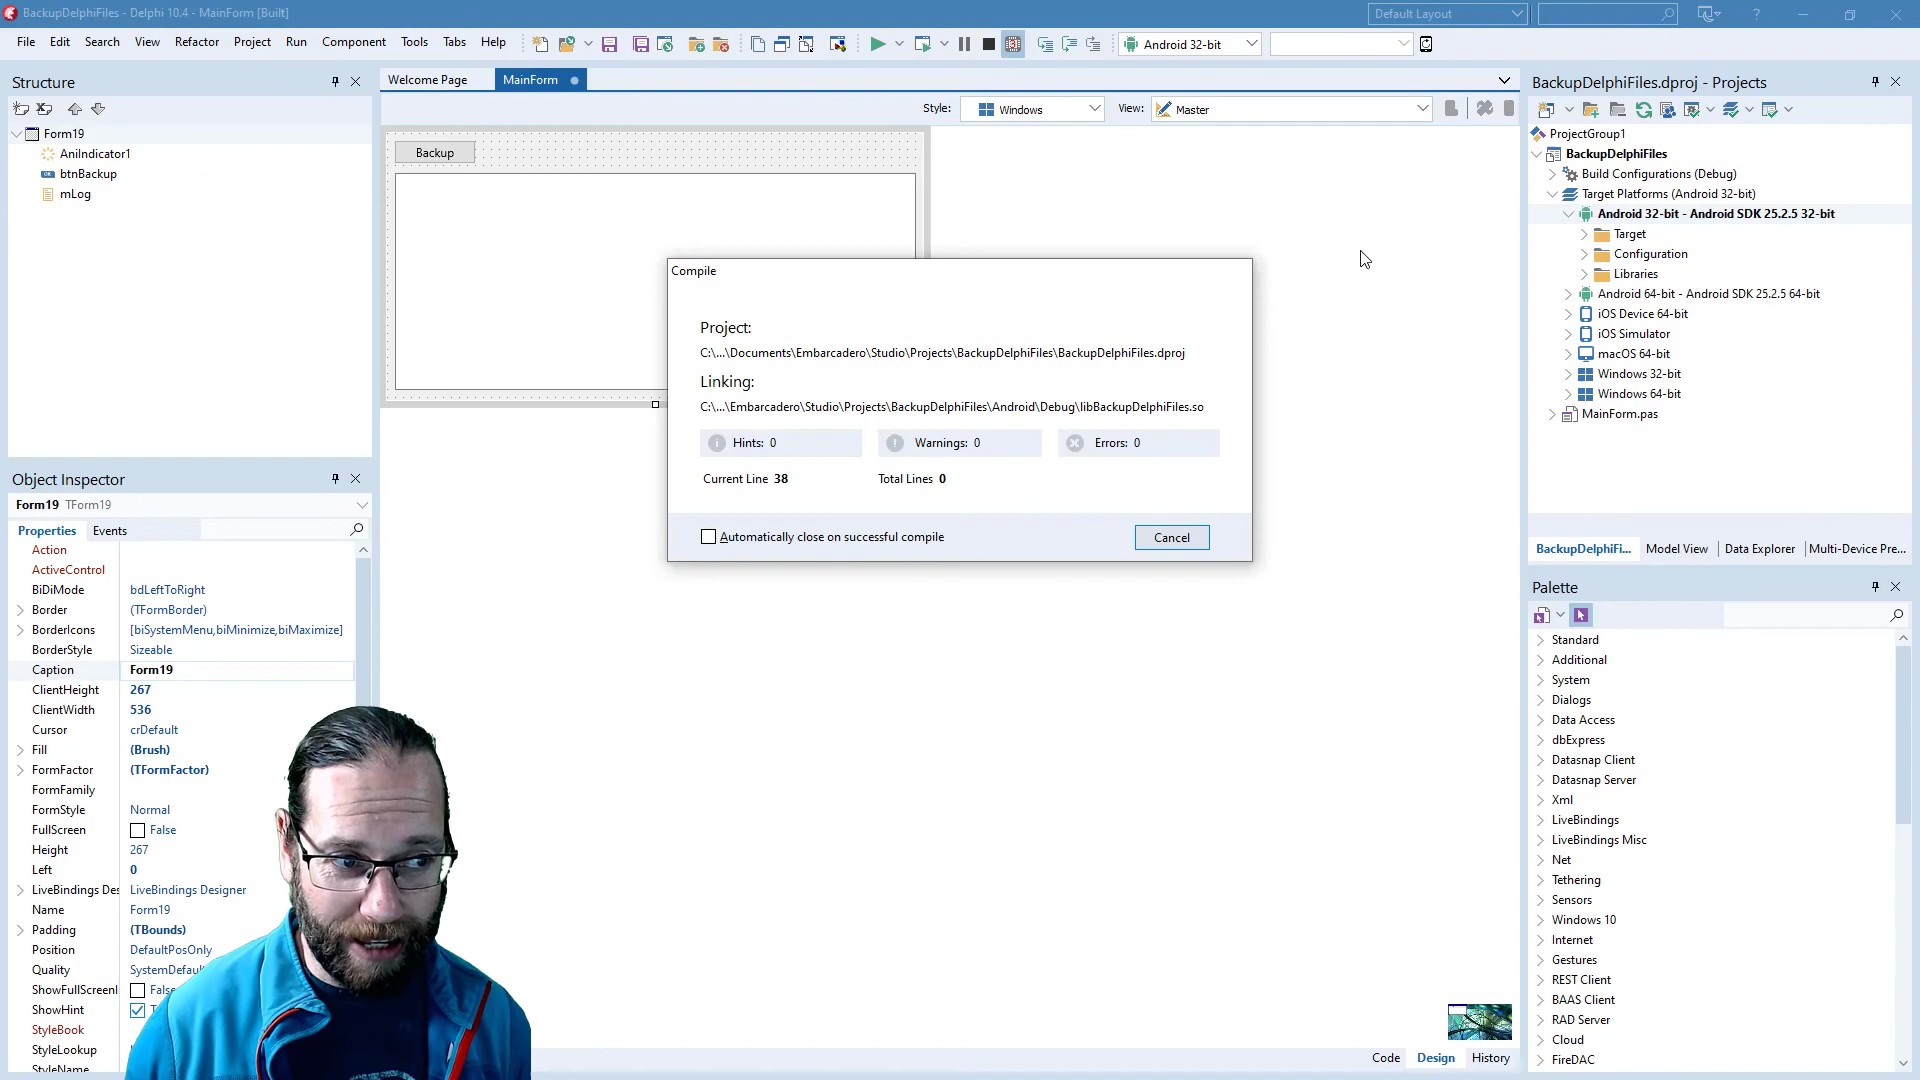 BackupDelphiFiles - Delphi 10.4 - MainForm [Built]
Default Layout
File Edit Search View Refactor Project Run Component Tools Tabs Help
Android 32-bit
Structure
Form19
AniIndicator1
btnBackup
mLog
Welcome Page
MainForm
Style:
Windows
View:
Master
Backup
Compile
Project:
C:\...\Documents\Embarcadero\Studio\Projects\BackupDelphiFiles\BackupDelphiFiles.dproj
Linking:
C:\...\Embarcadero\Studio\Projects\BackupDelphiFiles\Android\Debug\libBackupDelphiFiles.so
Hints: 0
Warnings: 0
Errors: 0
Current Line 38
Total Lines 0
Automatically close on successful compile
Cancel
Object Inspector
Form19 TForm19
Properties Events
Action
ActiveControl
BiDiMode bdLeftToRight
Border (TFormBorder)
BorderIcons [biSystemMenu,biMinimize,biMaximize]
BorderStyle Sizeable
Caption Form19
ClientHeight 267
ClientWidth 536
Cursor crDefault
Fill (Brush)
FormFactor (TFormFactor)
FormFamily
FormStyle Normal
FullScreen False
Height 267
Left 0
LiveBindings Des LiveBindings Designer
Name Form19
Padding (TBounds)
Position DefaultPosOnly
Quality SystemDefau
ShowFullScreenI False
ShowHint T
StyleBook
StyleLookup
StyleName
Code Design History
BackupDelphiFiles.dproj - Projects
ProjectGroup1
BackupDelphiFiles
Build Configurations (Debug)
Target Platforms (Android 32-bit)
Android 32-bit - Android SDK 25.2.5 32-bit
Target
Configuration
Libraries
Android 64-bit - Android SDK 25.2.5 64-bit
iOS Device 64-bit
iOS Simulator
macOS 64-bit
Windows 32-bit
Windows 64-bit
MainForm.pas
BackupDelphiFi... Model View Data Explorer Multi-Device Pre...
Palette
Standard
Additional
System
Dialogs
Data Access
dbExpress
Datasnap Client
Datasnap Server
Xml
LiveBindings
LiveBindings Misc
Net
Tethering
Sensors
Windows 10
Internet
Gestures
REST Client
BAAS Client
RAD Server
Cloud
FireDAC